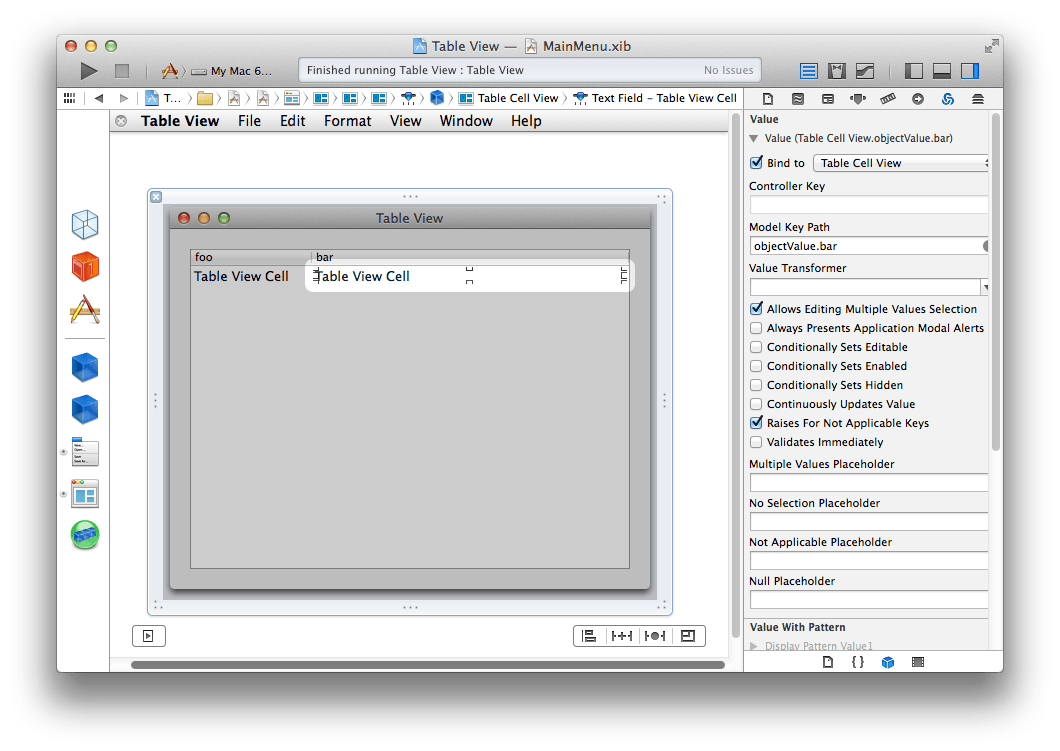 Table View — MainMenu.xib
My Mac 6...
Finished running Table View : Table View
No Issues
T...
Table Cell View
Text Field – Table View Cell
Table View File Edit Format View Window Help
Table View
foo bar
Table View Cell Table View Cell
Value
Value (Table Cell View.objectValue.bar)
Bind to Table Cell View
Controller Key
Model Key Path
objectValue.bar
Value Transformer
Allows Editing Multiple Values Selection
Always Presents Application Modal Alerts
Conditionally Sets Editable
Conditionally Sets Enabled
Conditionally Sets Hidden
Continuously Updates Value
Raises For Not Applicable Keys
Validates Immediately
Multiple Values Placeholder
No Selection Placeholder
Not Applicable Placeholder
Null Placeholder
Value With Pattern
Display Pattern Value1